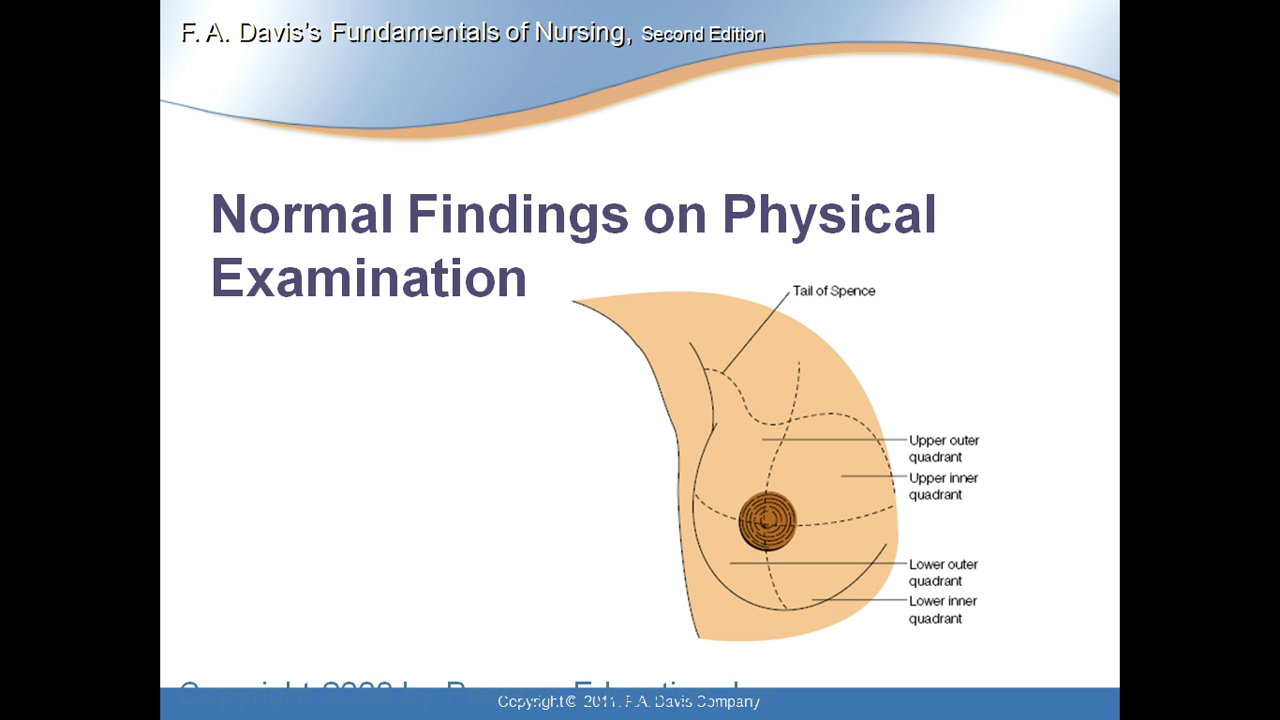 F. A. Davis's Fundamentals of Nursing, Second Edition
Normal Findings on Physical
Examination
Tail of Spence
Upper outer
quadrant
Upper inner
quadrant
Lower outer
quadrant
Lower inner
quadrant
Copyright © 2011. F.A. Davis Company